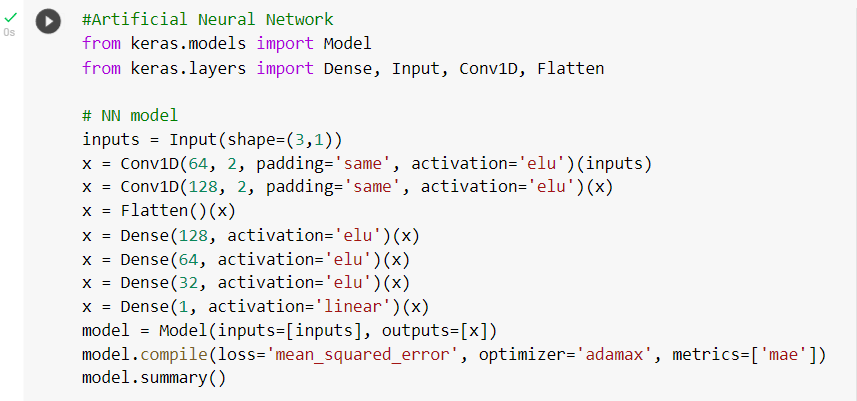 #Artificial Neural Network
0s
from keras.models import Model
from keras.layers import Dense, Input, Conv1D, Flatten
# NN model
inputs = Input(shape=(3,1))
x = Conv1D(64, 2, padding='same', activation='elu')(inputs)
x = Conv1D(128, 2, padding='same', activation='elu')(x)
x = Flatten()(x)
x = Dense(128, activation='elu')(x)
x = Dense(64, activation='elu')(x)
x = Dense(32, activation='elu')(x)
x = Dense(1, activation='linear')(x)
model = Model(inputs=[inputs], outputs=[x])
model.compile(loss='mean_squared_error', optimizer='adamax', metrics=['mae'])
model.summary()